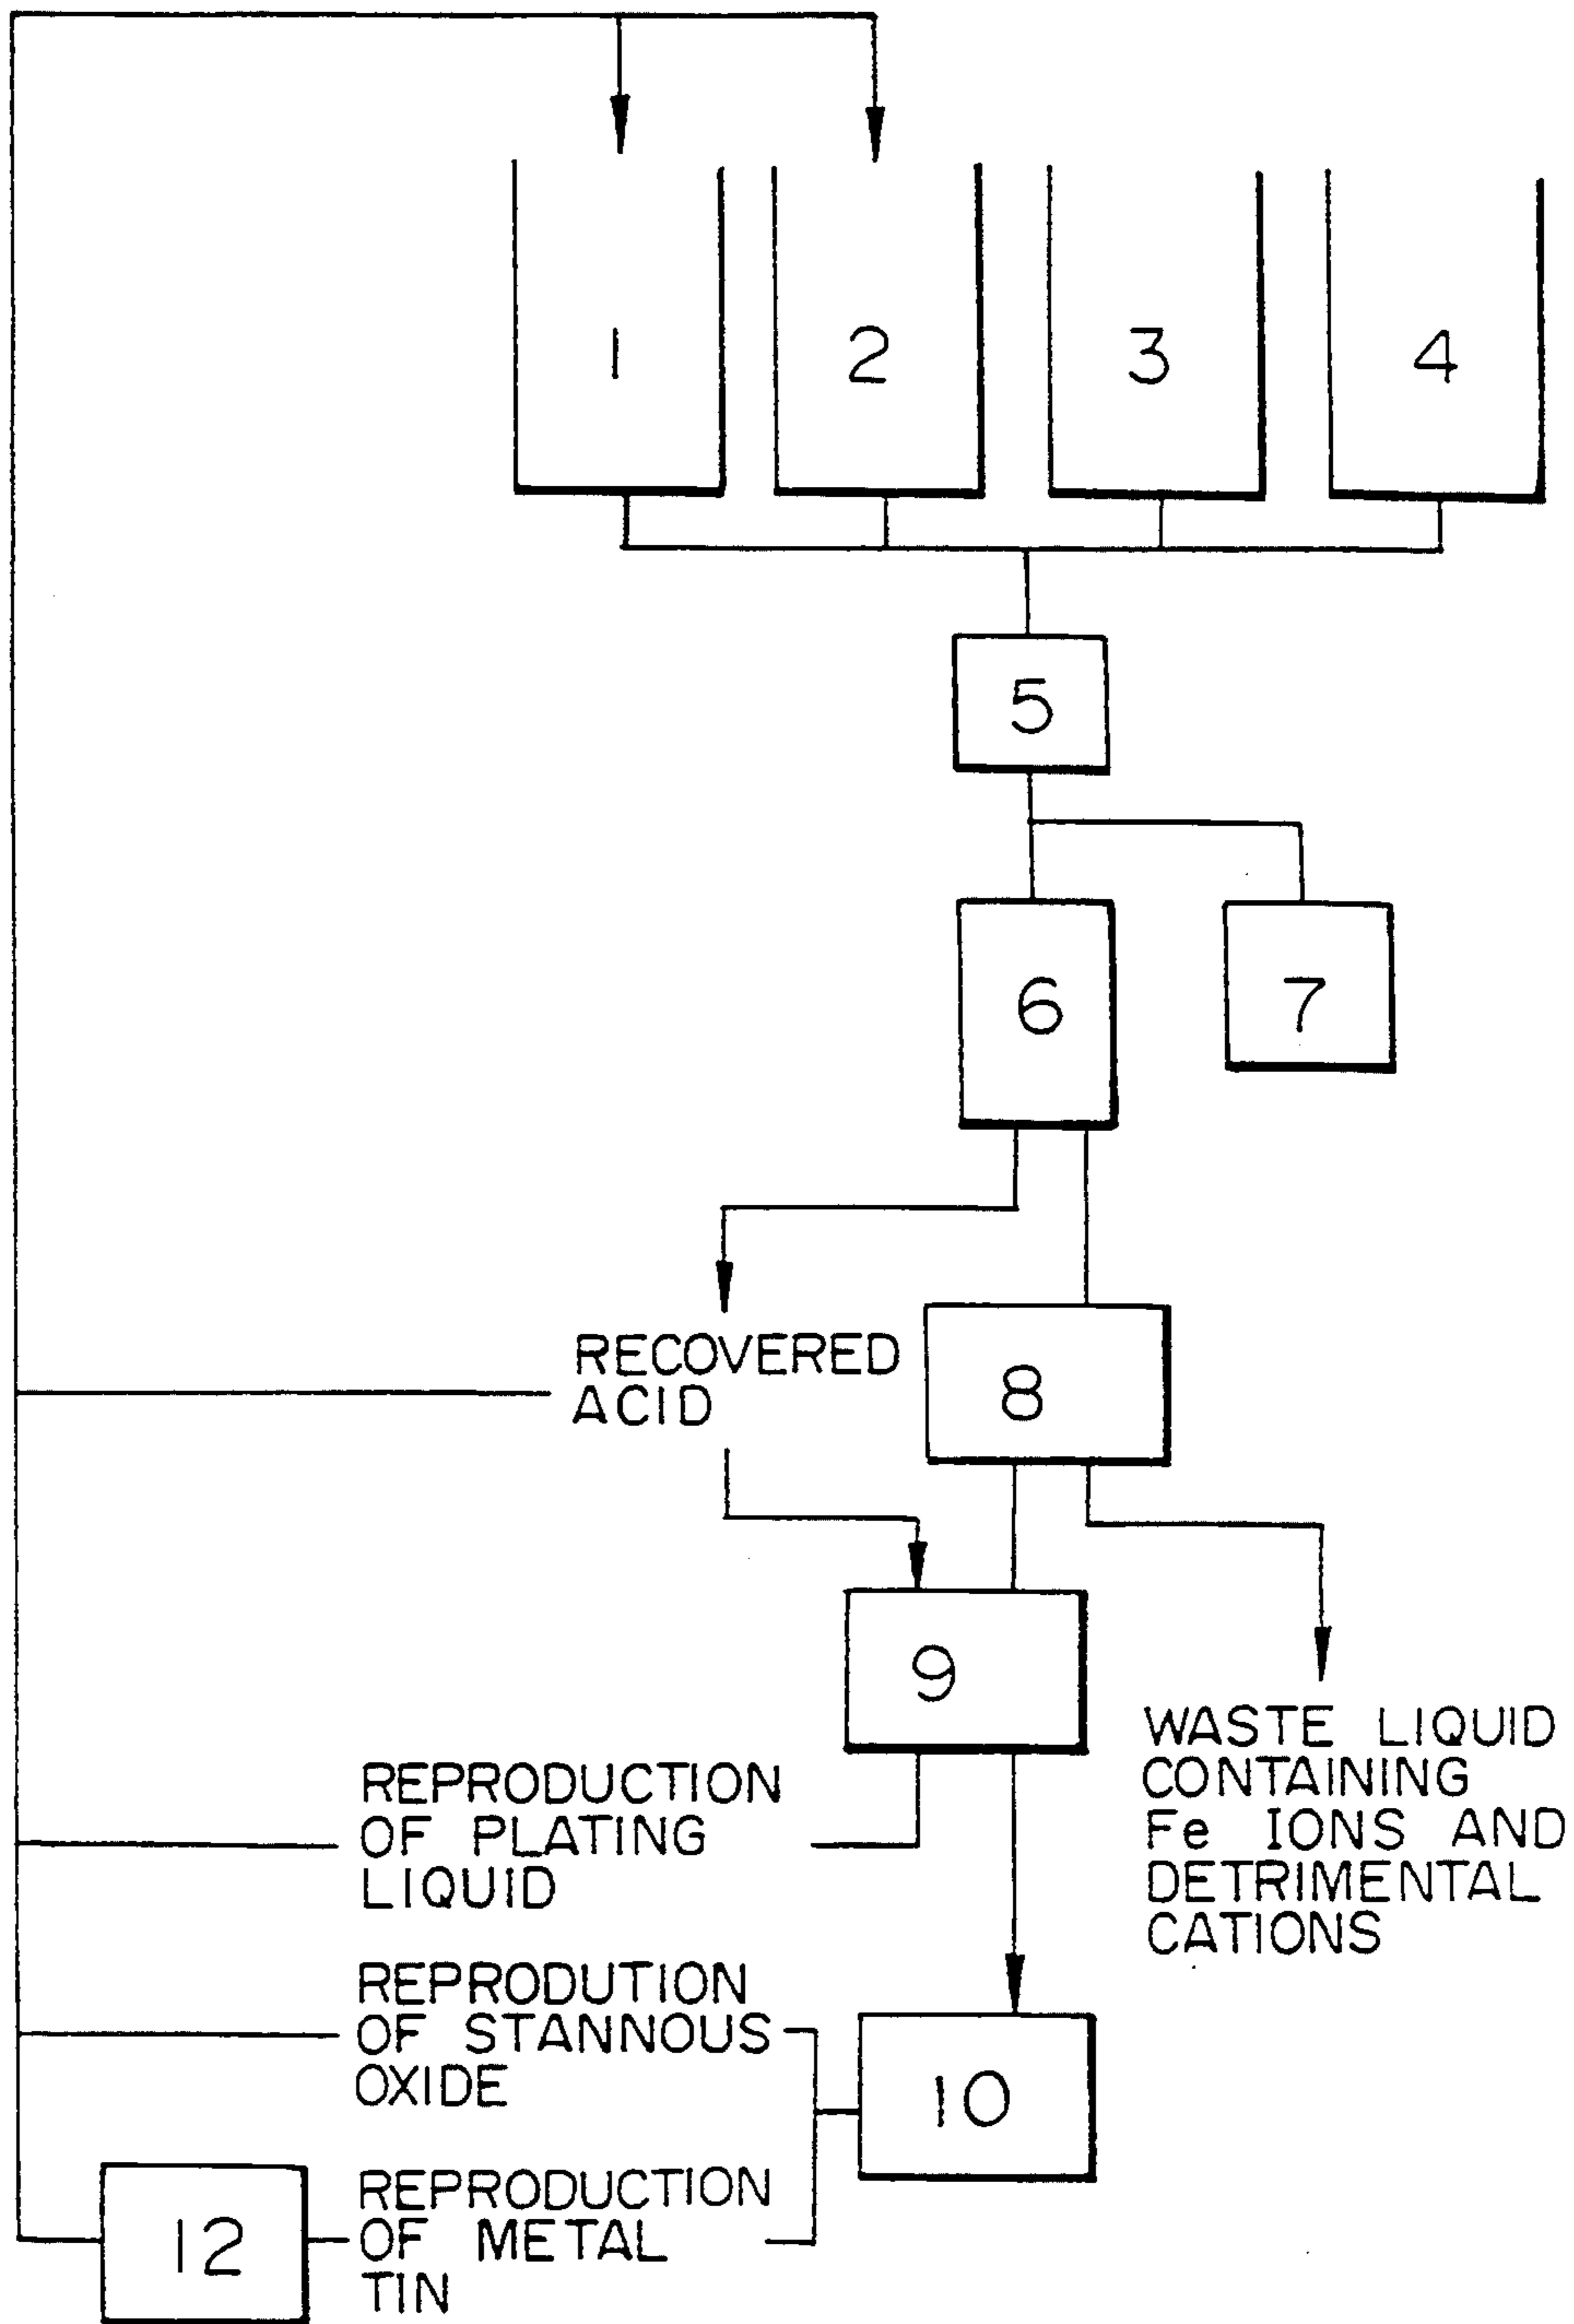 1
2
3
4
5
6
7
RECOVERED
ACID
8
9
WASTE LIQUID
CONTAINING
Fe IONS AND
DETRIMENTAL
CATIONS
REPRODUCTION
OF PLATING
LIQUID
REPRODUTION
OF STANNOUS
OXIDE
10
12
REPRODUCTION
OF METAL
TIN